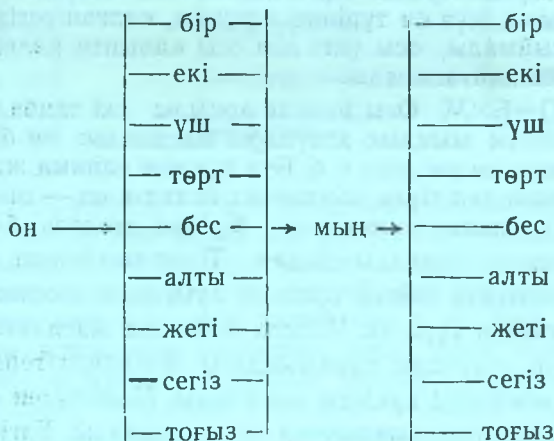 бір бір
екі екі
үш үш
төрт төрт
он бес мың бес
алты алты
жеті жеті
сегіз сегіз
тоғыз тоғыз